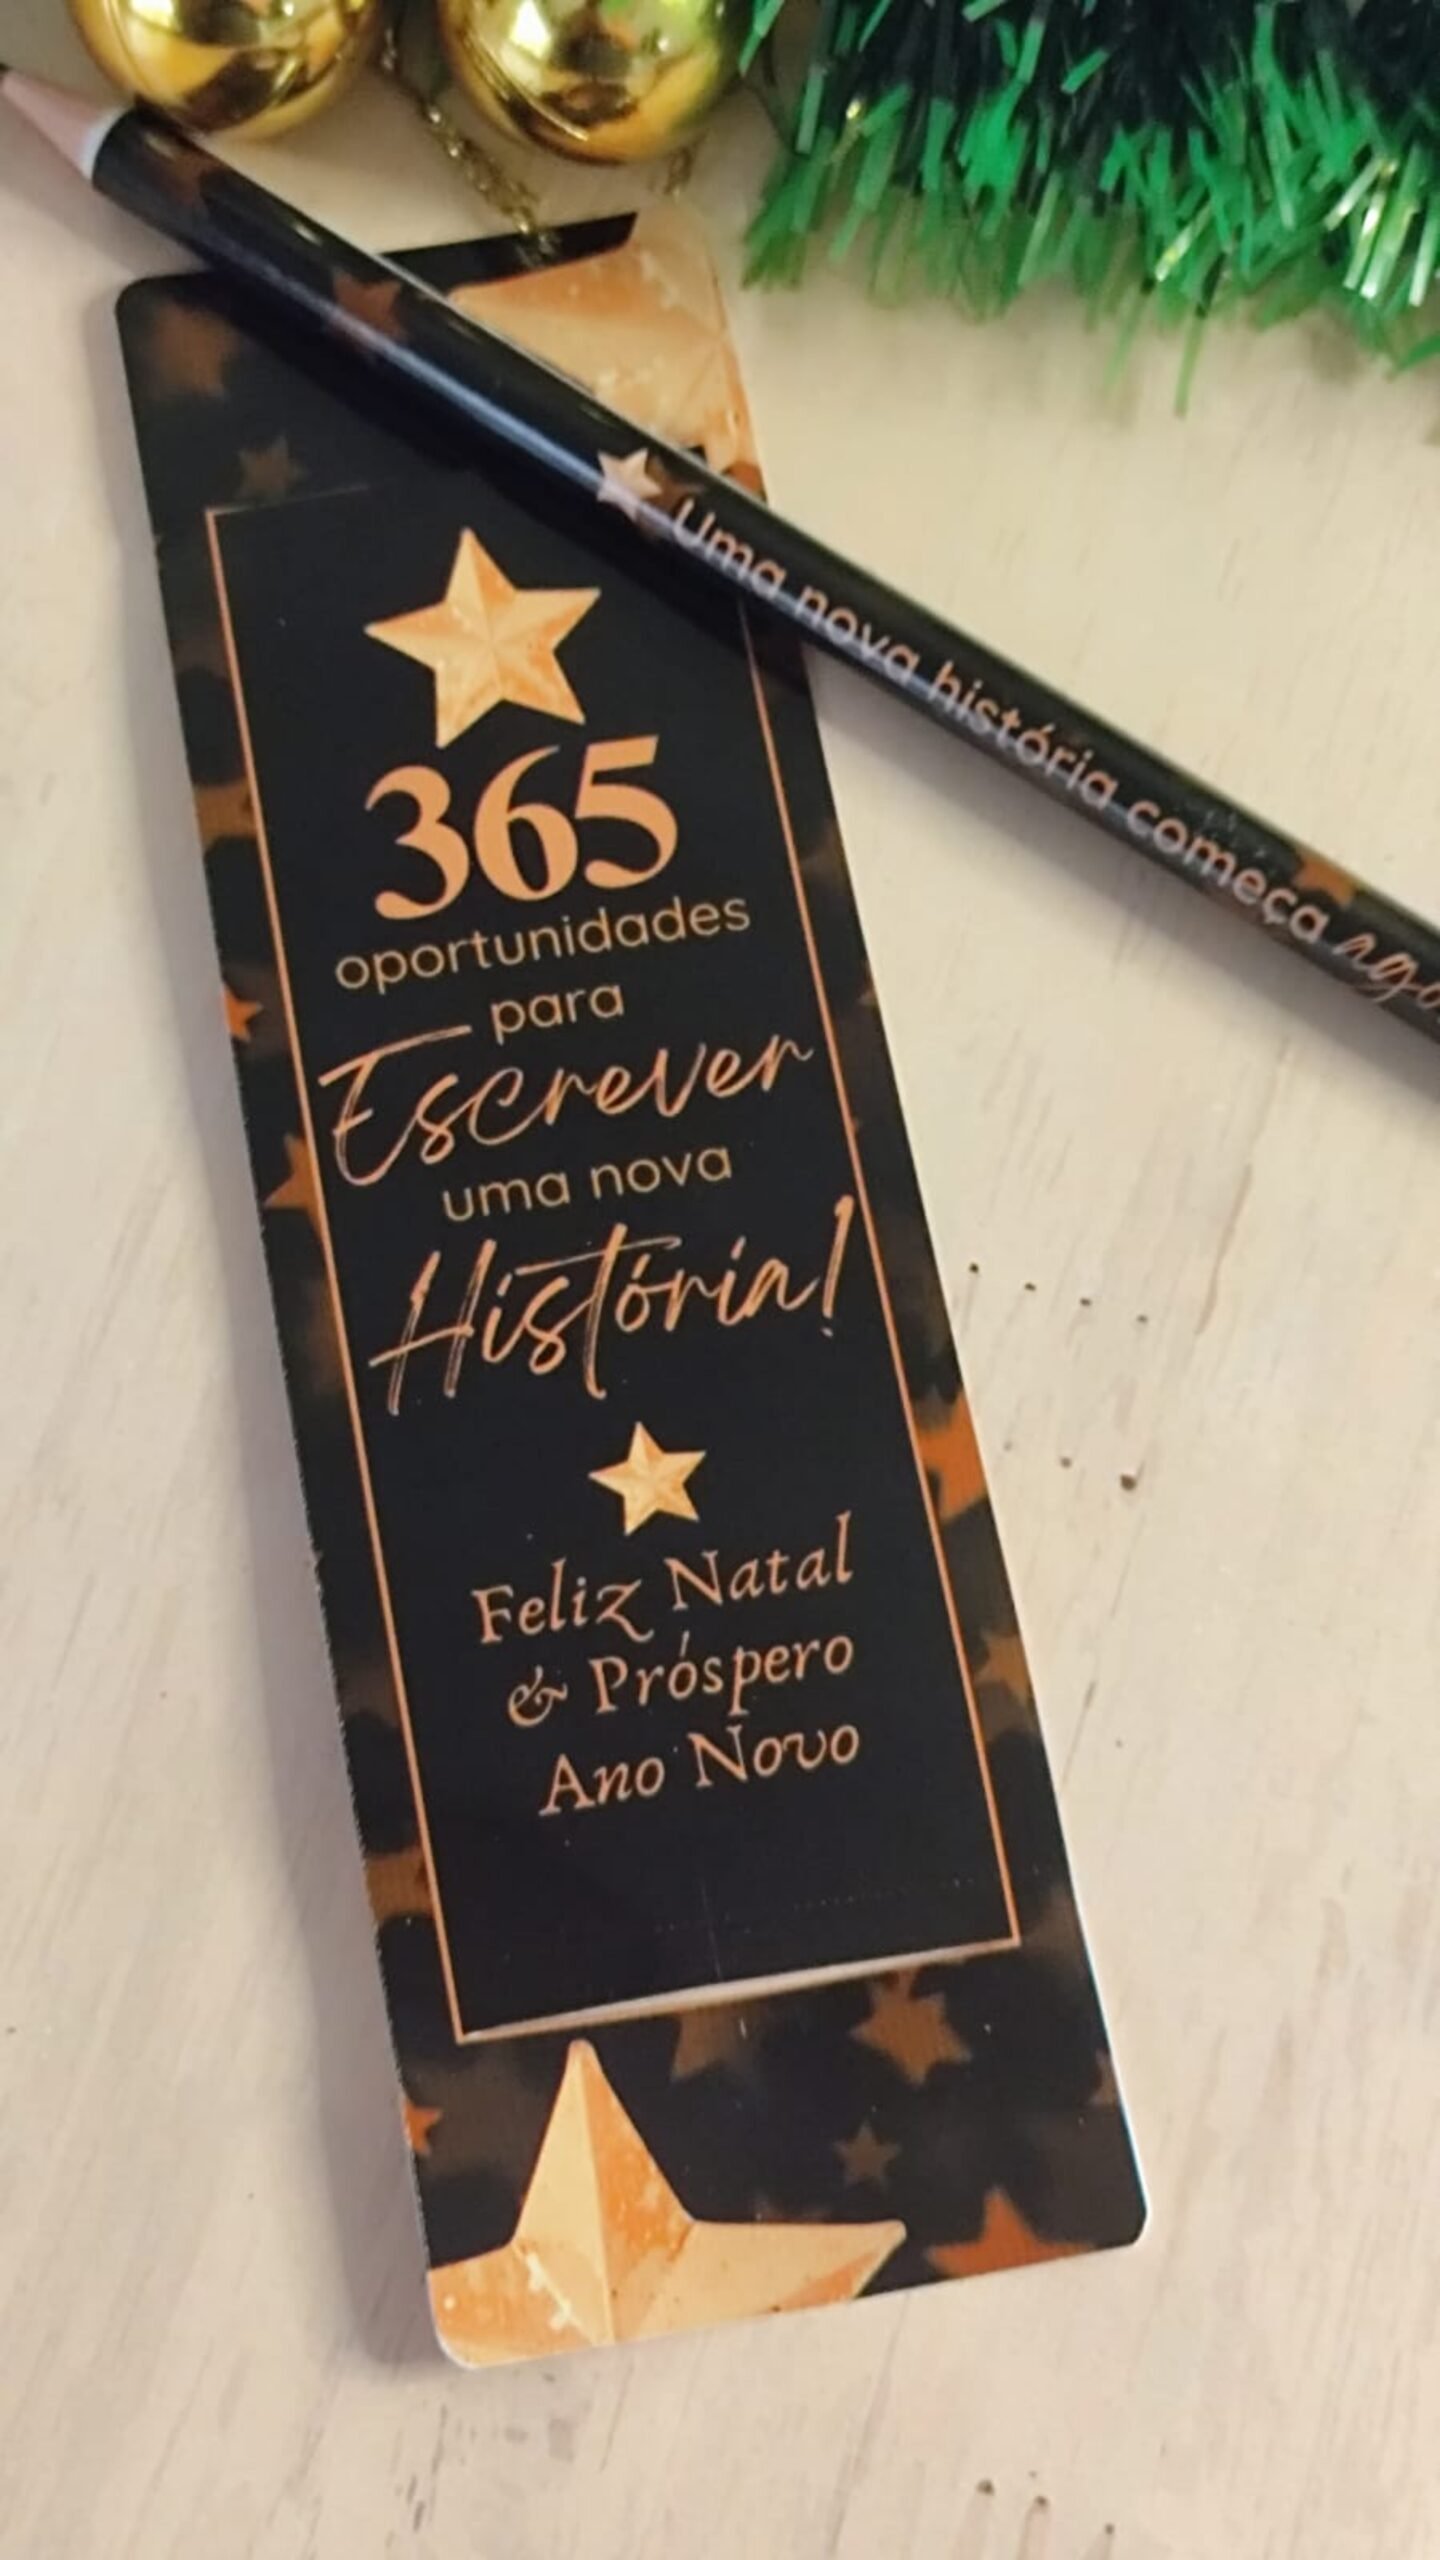 Uma nova história começa
365
oportunidades
para
Escrever
uma nova
História!
Feliz Natal
& Próspero
Ano Novo